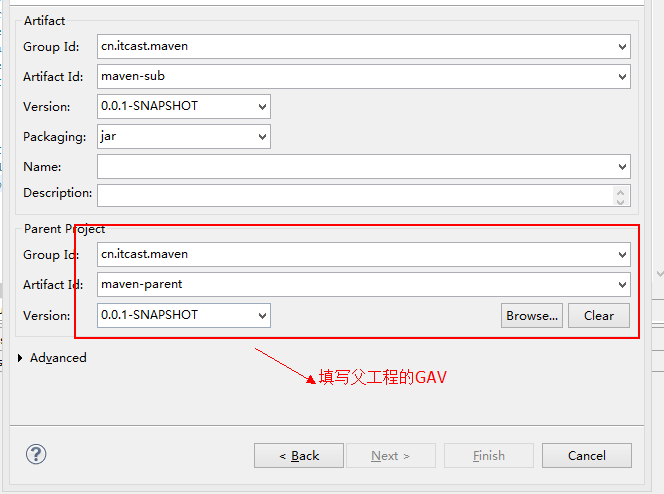 Artifact
Group Id: cn.itcast.maven
Artifact Id: maven-sub
Version: 0.0.1-SNAPSHOT
Packaging: jar
Name:
Description:
Parent Project
Group Id: cn.itcast.maven
Artifact Id: maven-parent
Version: 0.0.1-SNAPSHOT Browse... Clear
Advanced
填写父工程的GAV
? < Back Next > Finish Cancel